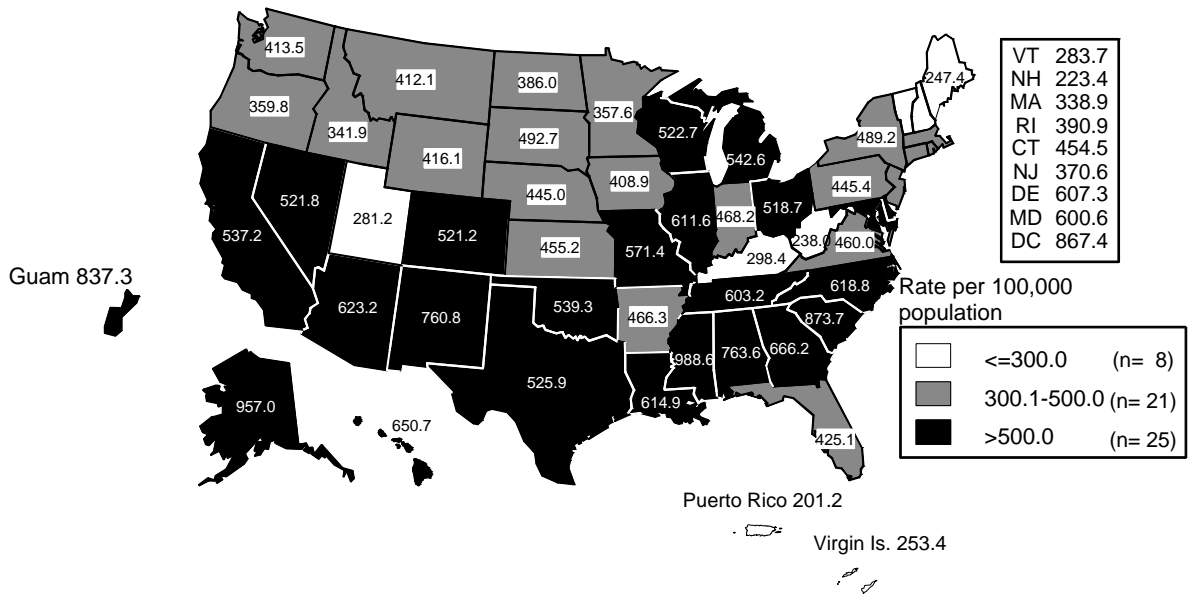 413.5
412.1
386.0
357.6
359.8
341.9
416.1
492.7
522.7
542.6
489.2
247.4
VT 283.7
NH 223.4
MA 338.9
RI 390.9
CT 454.5
NJ 370.6
DE 607.3
MD 600.6
DC 867.4
537.2
521.8
281.2
521.2
445.0
408.9
455.2
571.4
611.6
468.2
518.7
445.4
238.0
460.0
298.4
603.2
618.8
Guam 837.3
623.2
760.8
539.3
466.3
525.9
614.9
988.6
763.6
666.2
873.7
425.1
957.0
650.7
Rate per 100,000
population
<=300.0 (n= 8)
300.1-500.0 (n= 21)
>500.0 (n= 25)
Puerto Rico 201.2
Virgin Is. 253.4